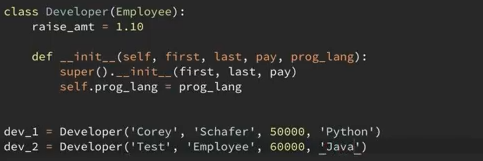 class Developer(Employee):
    raise_amt = 1.10

    def __init__(self, first, last, pay, prog_lang):
        super().__init__(first, last, pay)
        self.prog_lang = prog_lang


dev_1 = Developer('Corey', 'Schafer', 50000, 'Python')
dev_2 = Developer('Test', 'Employee', 60000, 'Java')